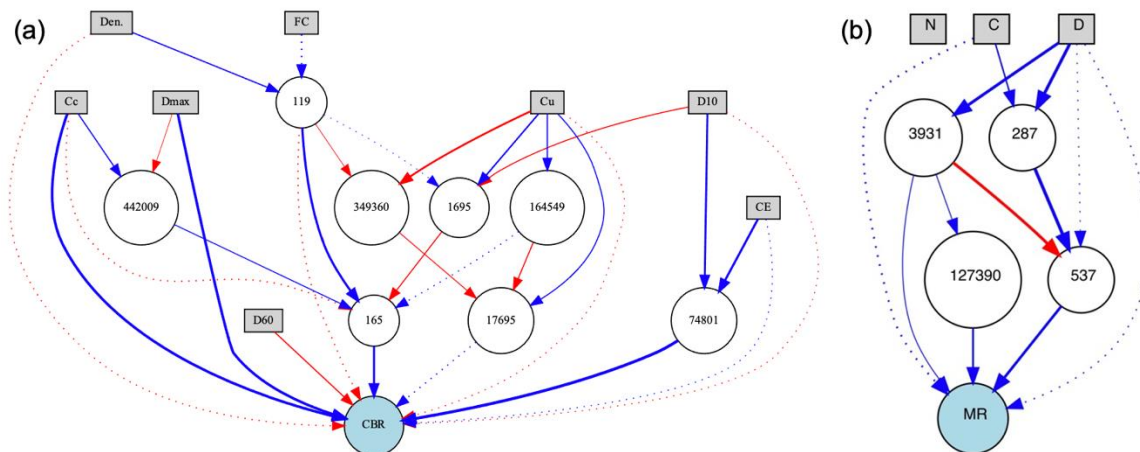 (a)
Den.
FC
Cc
Dmax
119
Cu
D10
442009
349360
1695
164549
CE
D60
165
17695
74801
CBR
(b)
N
C
D
3931
287
127390
537
MR